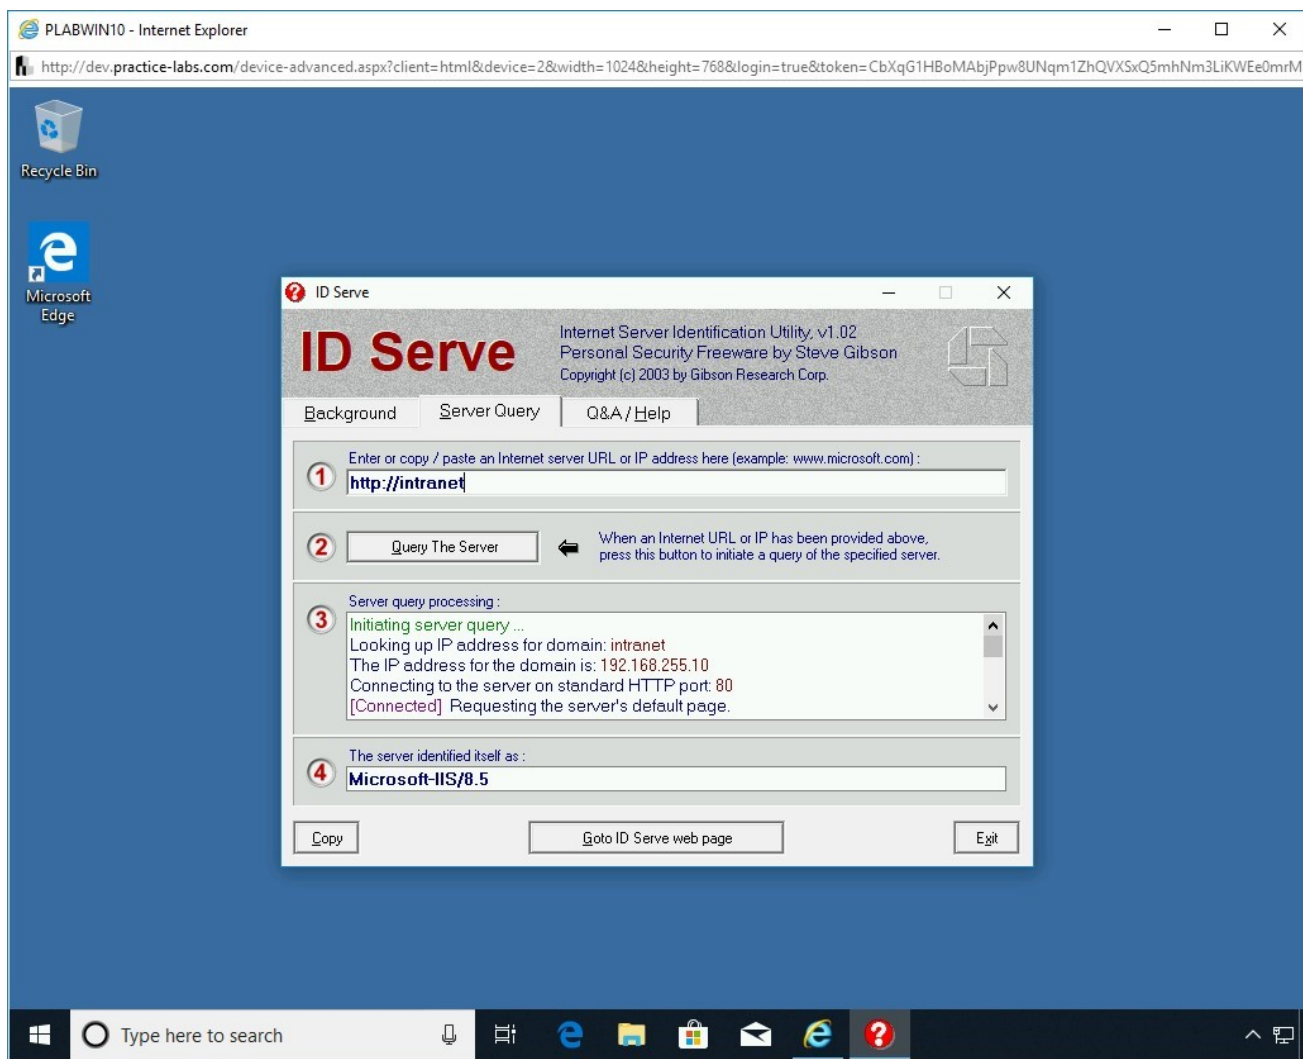 PLABWIN10 - Internet Explorer
http://dev.practice-labs.com/device-advanced.aspx?client=html&device=2&width=1024&height=768&login=true&token=CbXqG1HBoMAbjPpw8UNqm1ZhQVXSxQ5mhNm3LiKWEe0mrM
Recycle Bin
Microsoft
Edge
ID Serve
ID Serve
Internet Server Identification Utility, v1.02
Personal Security Freeware by Steve Gibson
Copyright (c) 2003 by Gibson Research Corp.
Background
Server Query
Q&A / Help
1
Enter or copy / paste an Internet server URL or IP address here (example: www.microsoft.com) :
http://intranet
2
Query The Server
When an Internet URL or IP has been provided above,
press this button to initiate a query of the specified server.
3
Server query processing :
Initiating server query ...
Looking up IP address for domain: intranet
The IP address for the domain is: 192.168.255.10
Connecting to the server on standard HTTP port: 80
[Connected] Requesting the server's default page.
4
The server identified itself as :
Microsoft-IIS/8.5
Copy
Goto ID Serve web page
Exit
Type here to search